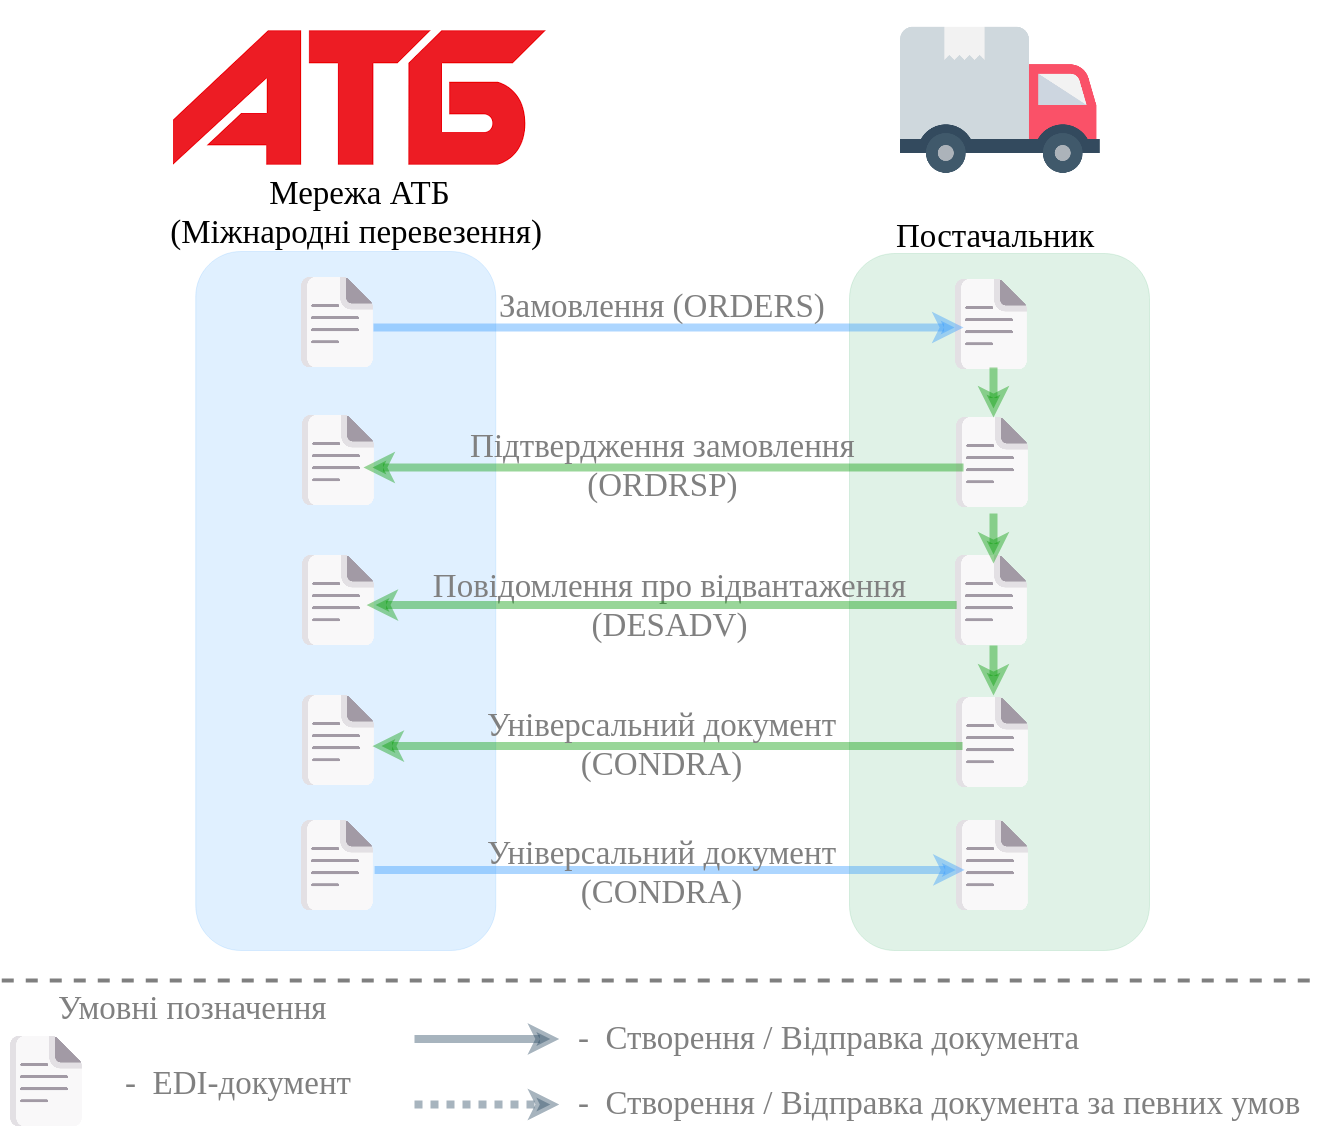 АТБ
Мережа АТБ
(Міжнародні перевезення)
Постачальник
Замовлення (ORDERS)
Підтвердження замовлення
(ORDRSP)
Повідомлення про відвантаження
(DESADV)
Універсальний документ
(CONDRA)
Універсальний документ
(CONDRA)
Умовні позначення
- EDI-документ
- Створення / Відправка документа
- Створення / Відправка документа за певних умов